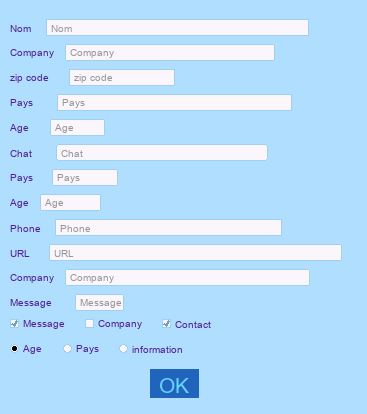 Nom Nom
Company Company
zip code zip code
Pays Pays
Age Age
Chat Chat
Pays Pays
Age Age
Phone Phone
URL URL
Company Company
Message Message
Message Company Contact
Age Pays information
OK